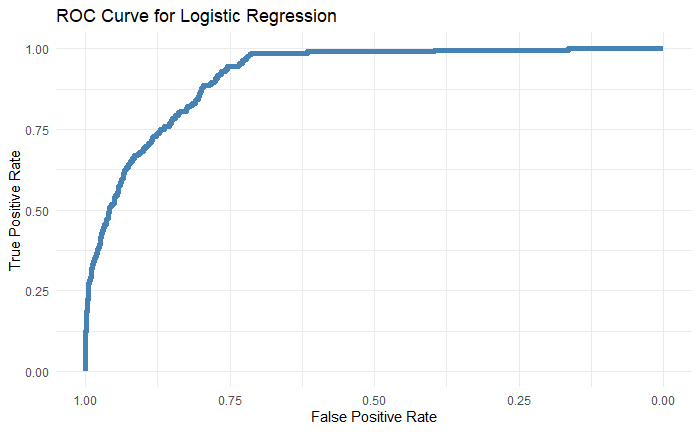 ROC Curve for Logistic Regression
True Positive Rate
1.00
0.75
0.50
0.25
0.00
1.00 0.75 0.50 0.25 0.00
False Positive Rate